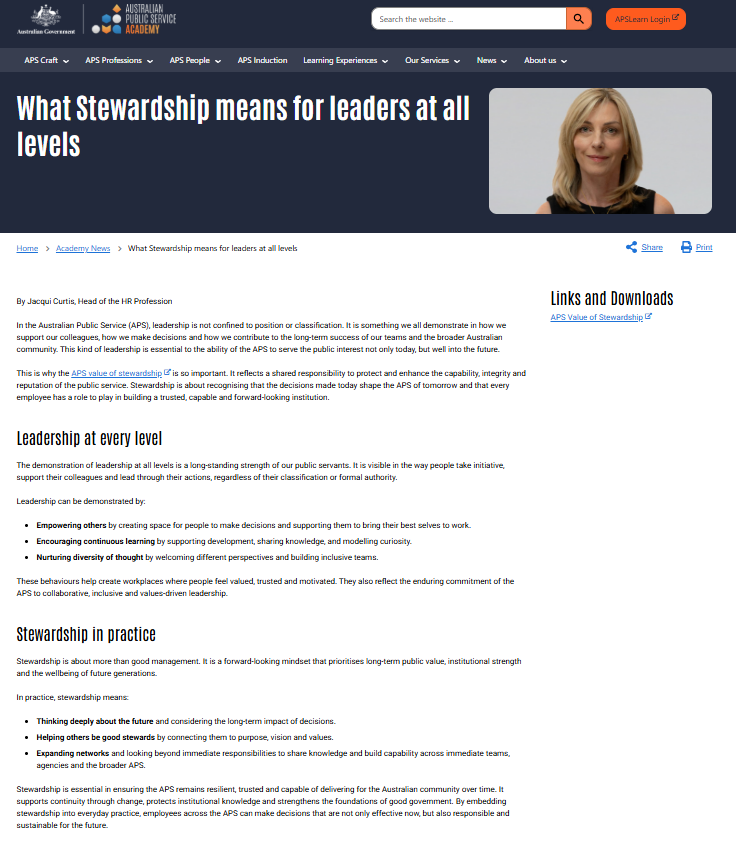 Australian Government
AUSTRALIAN
PUBLIC SERVICE
ACADEMY
Search the website ...
APSLearn Login
APS Craft
APS Professions
APS People
APS Induction
Learning Experiences
Our Services
News
About us
What Stewardship means for leaders at all
levels
Home > Academy News > What Stewardship means for leaders at all levels
Share
Print
By Jacqui Curtis, Head of the HR Profession
In the Australian Public Service (APS), leadership is not confined to position or classification. It is something we all demonstrate in how we
support our colleagues, how we make decisions and how we contribute to the long-term success of our teams and the broader Australian
community. This kind of leadership is essential to the ability of the APS to serve the public interest not only today, but well into the future.
This is why the APS value of stewardship is so important. It reflects a shared responsibility to protect and enhance the capability, integrity and
reputation of the public service. Stewardship is about recognising that the decisions made today shape the APS of tomorrow and that every
employee has a role to play in building a trusted, capable and forward-looking institution.
Leadership at every level
The demonstration of leadership at all levels is a long-standing strength of our public servants. It is visible in the way people take initiative,
support their colleagues and lead through their actions, regardless of their classification or formal authority.
Leadership can be demonstrated by:
• Empowering others by creating space for people to make decisions and supporting them to bring their best selves to work.
• Encouraging continuous learning by supporting development, sharing knowledge, and modelling curiosity.
• Nurturing diversity of thought by welcoming different perspectives and building inclusive teams.
These behaviours help create workplaces where people feel valued, trusted and motivated. They also reflect the enduring commitment of the
APS to collaborative, inclusive and values-driven leadership.
Stewardship in practice
Stewardship is about more than good management. It is a forward-looking mindset that prioritises long-term public value, institutional strength
and the wellbeing of future generations.
In practice, stewardship means:
• Thinking deeply about the future and considering the long-term impact of decisions.
• Helping others be good stewards by connecting them to purpose, vision and values.
• Expanding networks and looking beyond immediate responsibilities to share knowledge and build capability across immediate teams,
agencies and the broader APS.
Stewardship is essential in ensuring the APS remains resilient, trusted and capable of delivering for the Australian community over time. It
supports continuity through change, protects institutional knowledge and strengthens the foundations of good government. By embedding
stewardship into everyday practice, employees across the APS can make decisions that are not only effective now, but also responsible and
sustainable for the future.
Links and Downloads
APS Value of Stewardship